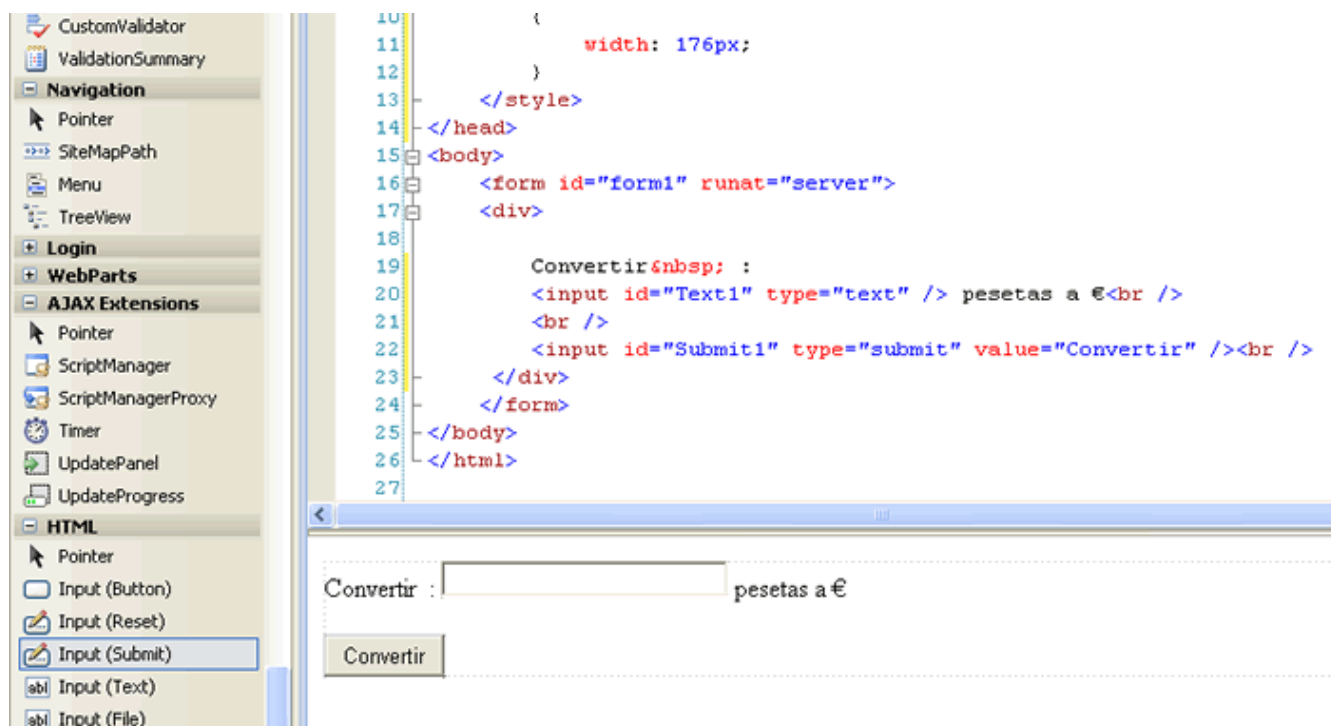 CustomValidator
ValidationSummary
Navigation
Pointer
SiteMapPath
Menu
TreeView
Login
WebParts
AJAX Extensions
Pointer
ScriptManager
ScriptManagerProxy
Timer
UpdatePanel
UpdateProgress
HTML
Pointer
Input (Button)
Input (Reset)
Input (Submit)
abl Input (Text)
abl Input (File)
10 {
11 width: 176px;
12 }
13 </style>
14 </head>
15 <body>
16 <form id="form1" runat="server">
17 <div>
18
19 Convertir&nbsp; :
20 <input id="Text1" type="text" /> pesetas a €<br />
21 <br />
22 <input id="Submit1" type="submit" value="Convertir" /><br />
23 </div>
24 </form>
25 </body>
26 </html>
27
Convertir : pesetas a €
Convertir